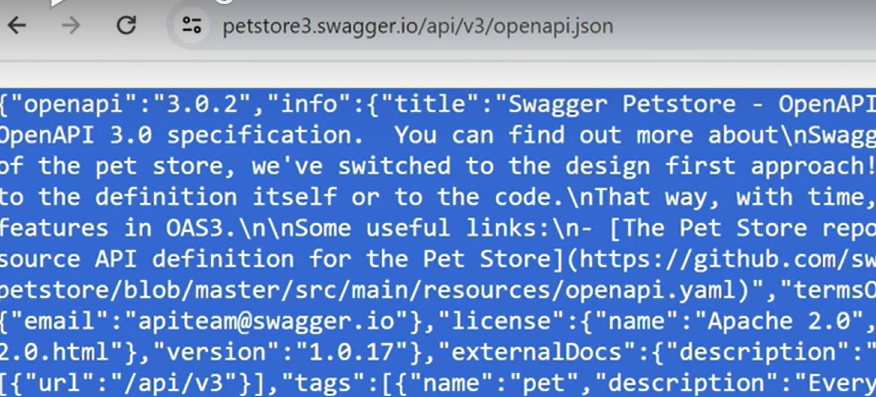 petstore3.swagger.io/api/v3/openapi.json
{"openapi":"3.0.2","info":{"title":"Swagger Petstore - OpenAPI
OpenAPI 3.0 specification.  You can find out more about\nSwagg
of the pet store, we've switched to the design first approach!
to the definition itself or to the code.\nThat way, with time,
features in OAS3.\n\nSome useful links:\n- [The Pet Store repo
source API definition for the Pet Store](https://github.com/sw
petstore/blob/master/src/main/resources/openapi.yaml)","termsO
{"email":"apiteam@swagger.io"},"license":{"name":"Apache 2.0",
2.0.html"},"version":"1.0.17"},"externalDocs":{"description":"
[{"url":"/api/v3"}],"tags":[{"name":"pet","description":"Every